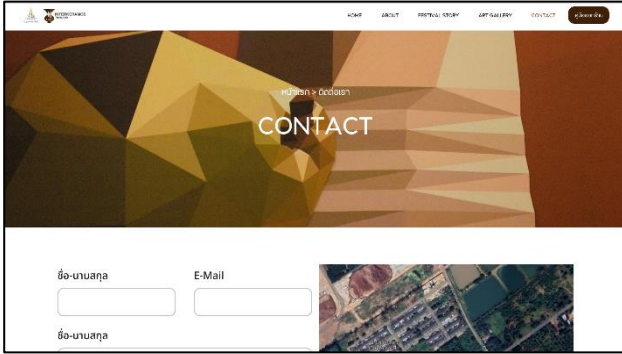 INTERCERAMICS
HOME ABOUT FESTIVAL STORY ART GALLERY CONTACT
หน้าแรก > ติดต่อเรา
CONTACT
ชื่อ-นามสกุล E-Mail
ชื่อ-นามสกุล